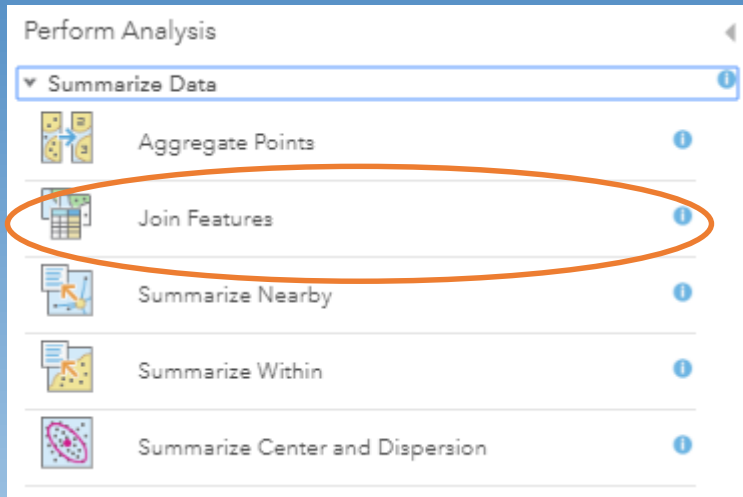 Perform Analysis
Summarize Data
Aggregate Points
Join Features
Summarize Nearby
Summarize Within
Summarize Center and Dispersion